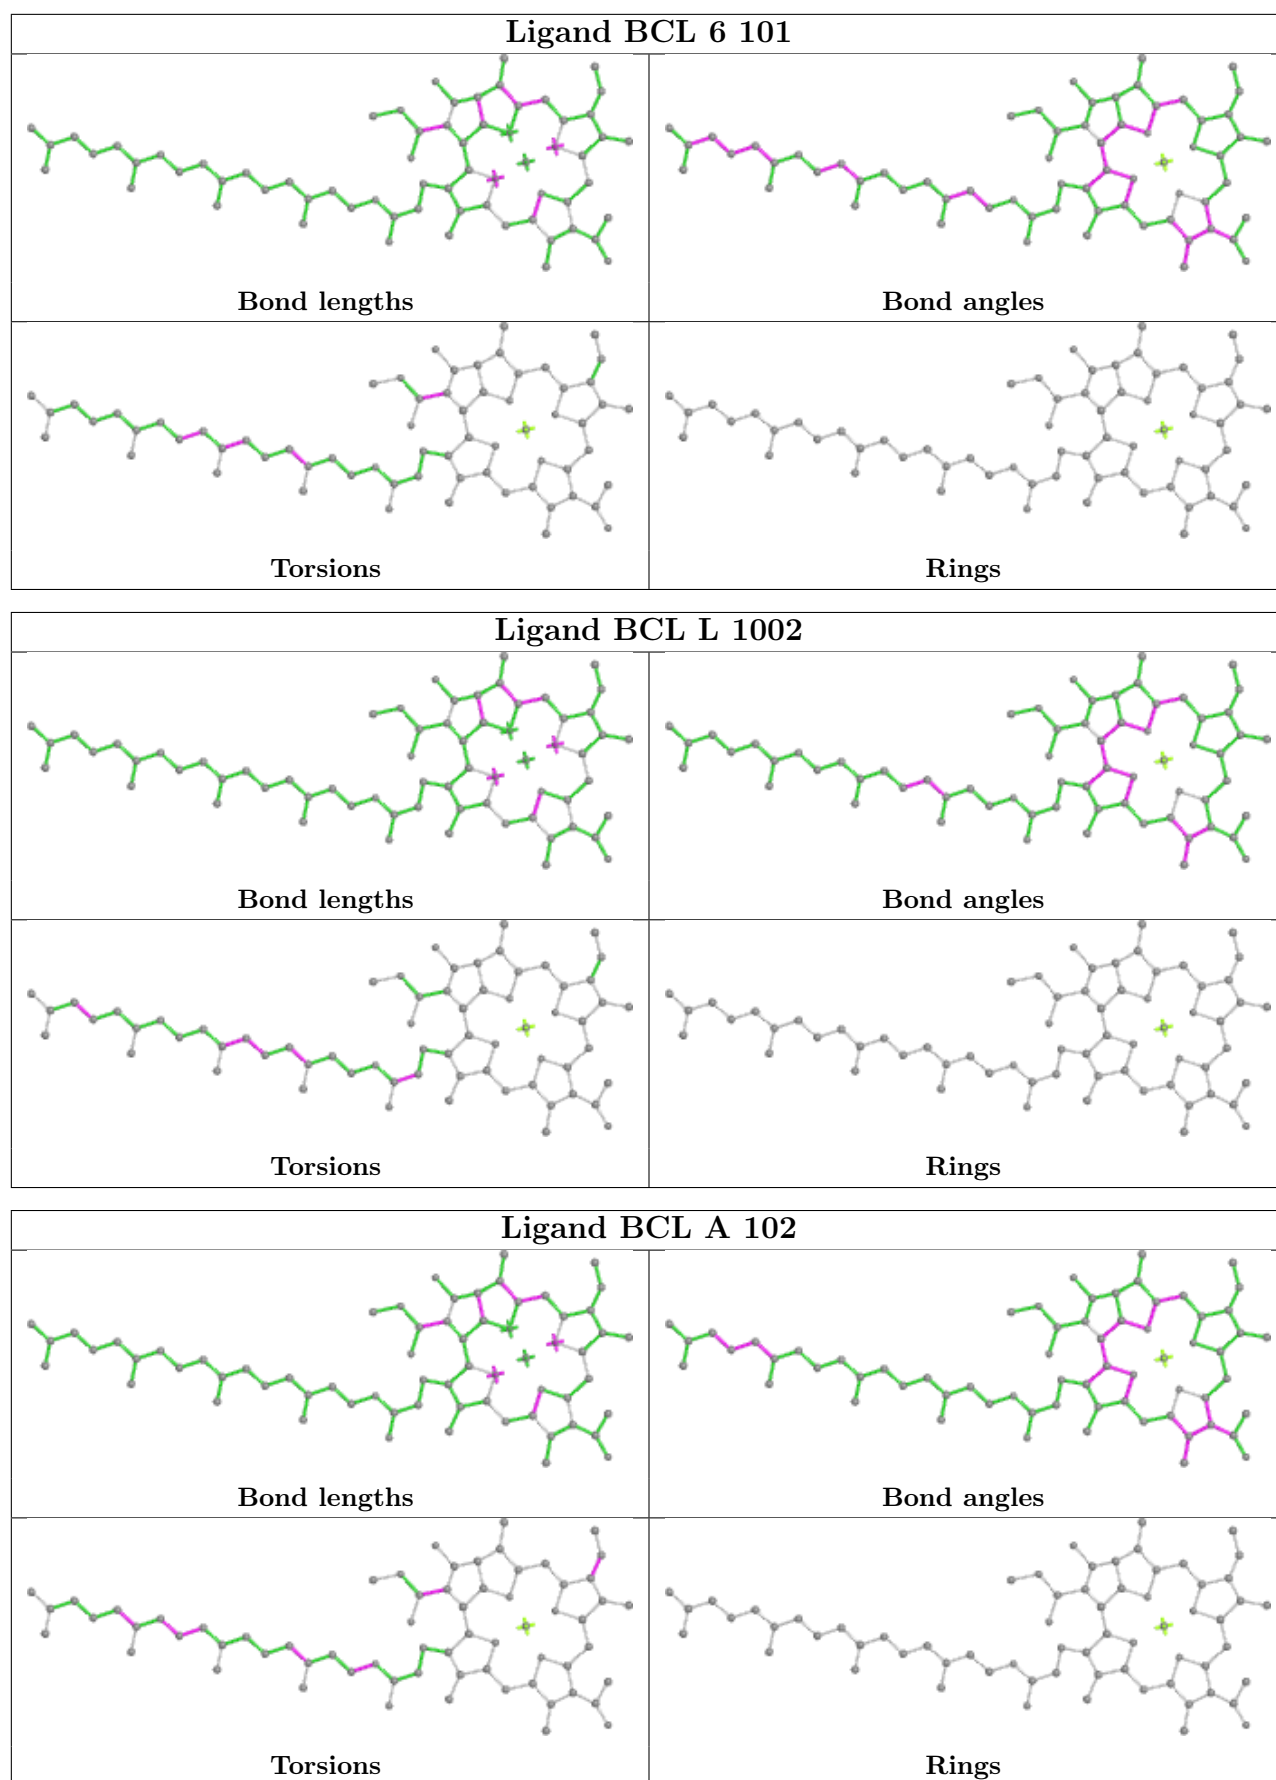 Ligand BCL 6 101
Bond lengths
Bond angles
Torsions
Rings
Ligand BCL L 1002
Bond lengths
Bond angles
Torsions
Rings
Ligand BCL A 102
Bond lengths
Bond angles
Torsions
Rings